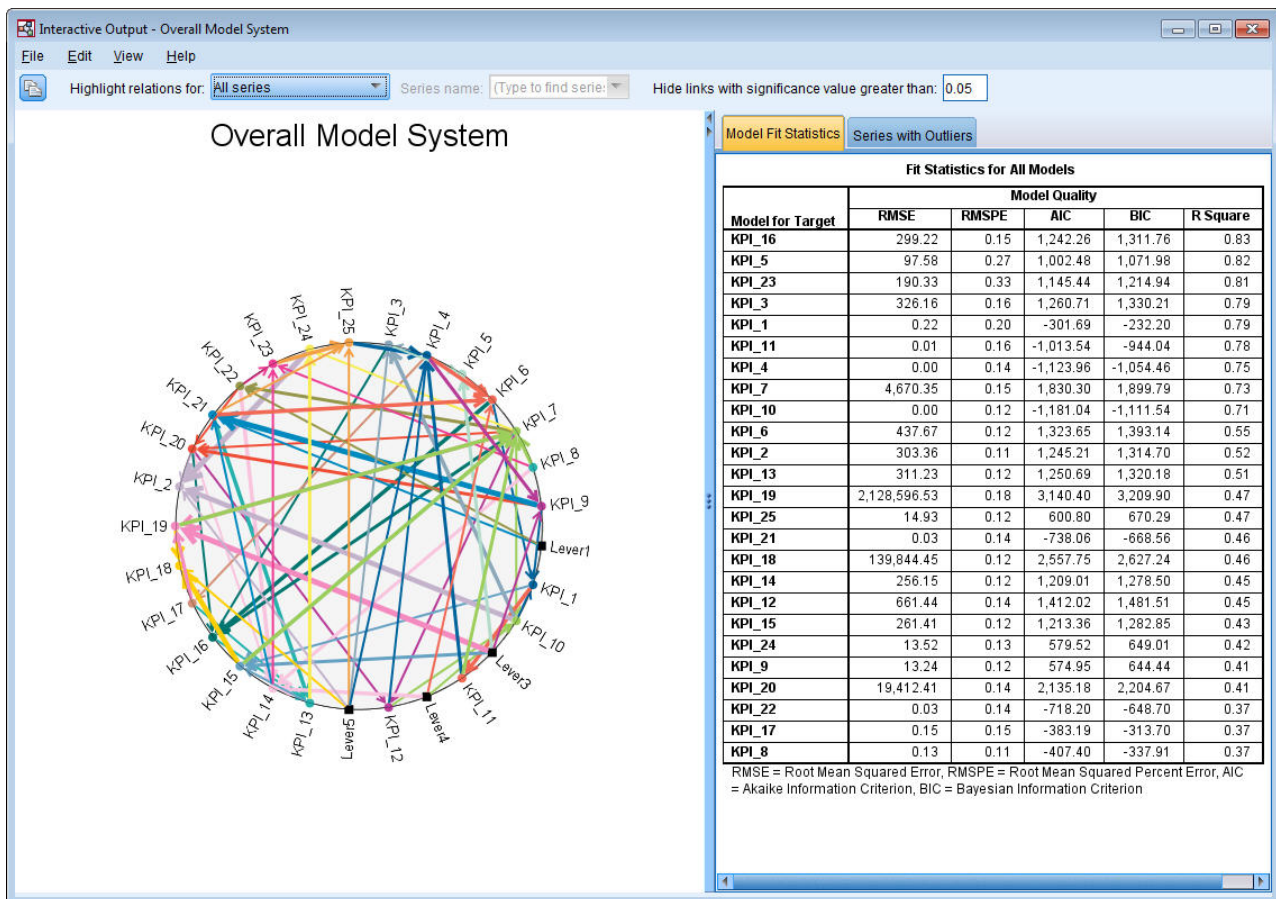 Interactive Output - Overall Model System
File Edit View Help
Highlight relations for: All series Series name: (Type to find serie: Hide links with significance value greater than: 0.05
Overall Model System
KPI_3
KPI_4
KPI_5
KPI_6
KPI_7
KPI_8
KPI_9
Lever1
KPI_1
KPI_10
Lever3
KPI_11
Lever4
KPI_12
Lever5
KPI_13
KPI_14
KPI_15
KPI_16
KPI_17
KPI_18
KPI_19
KPI_2
KPI_20
KPI_21
KPI_22
KPI_23
KPI_24
KPI_25
Model Fit Statistics Series with Outliers
Fit Statistics for All Models
Model Quality
Model for Target RMSE RMSPE AIC BIC R Square
KPI_16 299.22 0.15 1,242.26 1,311.76 0.83
KPI_5 97.58 0.27 1,002.48 1,071.98 0.82
KPI_23 190.33 0.33 1,145.44 1,214.94 0.81
KPI_3 326.16 0.16 1,260.71 1,330.21 0.79
KPI_1 0.22 0.20 -301.69 -232.20 0.79
KPI_11 0.01 0.16 -1,013.54 -944.04 0.78
KPI_4 0.00 0.14 -1,123.96 -1,054.46 0.75
KPI_7 4,670.35 0.15 1,830.30 1,899.79 0.73
KPI_10 0.00 0.12 -1,181.04 -1,111.54 0.71
KPI_6 437.67 0.12 1,323.65 1,393.14 0.55
KPI_2 303.36 0.11 1,245.21 1,314.70 0.52
KPI_13 311.23 0.12 1,250.69 1,320.18 0.51
KPI_19 2,128,596.53 0.18 3,140.40 3,209.90 0.47
KPI_25 14.93 0.12 600.80 670.29 0.47
KPI_21 0.03 0.14 -738.06 -668.56 0.46
KPI_18 139,844.45 0.12 2,557.75 2,627.24 0.46
KPI_14 256.15 0.12 1,209.01 1,278.50 0.45
KPI_12 661.44 0.14 1,412.02 1,481.51 0.45
KPI_15 261.41 0.12 1,213.36 1,282.85 0.43
KPI_24 13.52 0.13 579.52 649.01 0.42
KPI_9 13.24 0.12 574.95 644.44 0.41
KPI_20 19,412.41 0.14 2,135.18 2,204.67 0.41
KPI_22 0.03 0.14 -718.20 -648.70 0.37
KPI_17 0.15 0.15 -383.19 -313.70 0.37
KPI_8 0.13 0.11 -407.40 -337.91 0.37
RMSE = Root Mean Squared Error, RMSPE = Root Mean Squared Percent Error, AIC
= Akaike Information Criterion, BIC = Bayesian Information Criterion